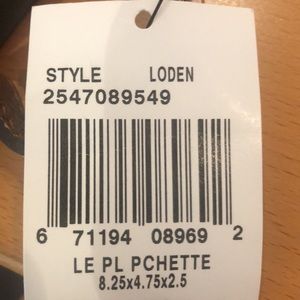 STYLE LODEN
2547089549
6 71194 08969 2
LE PL PCHETTE
8.25x4.75x2.5